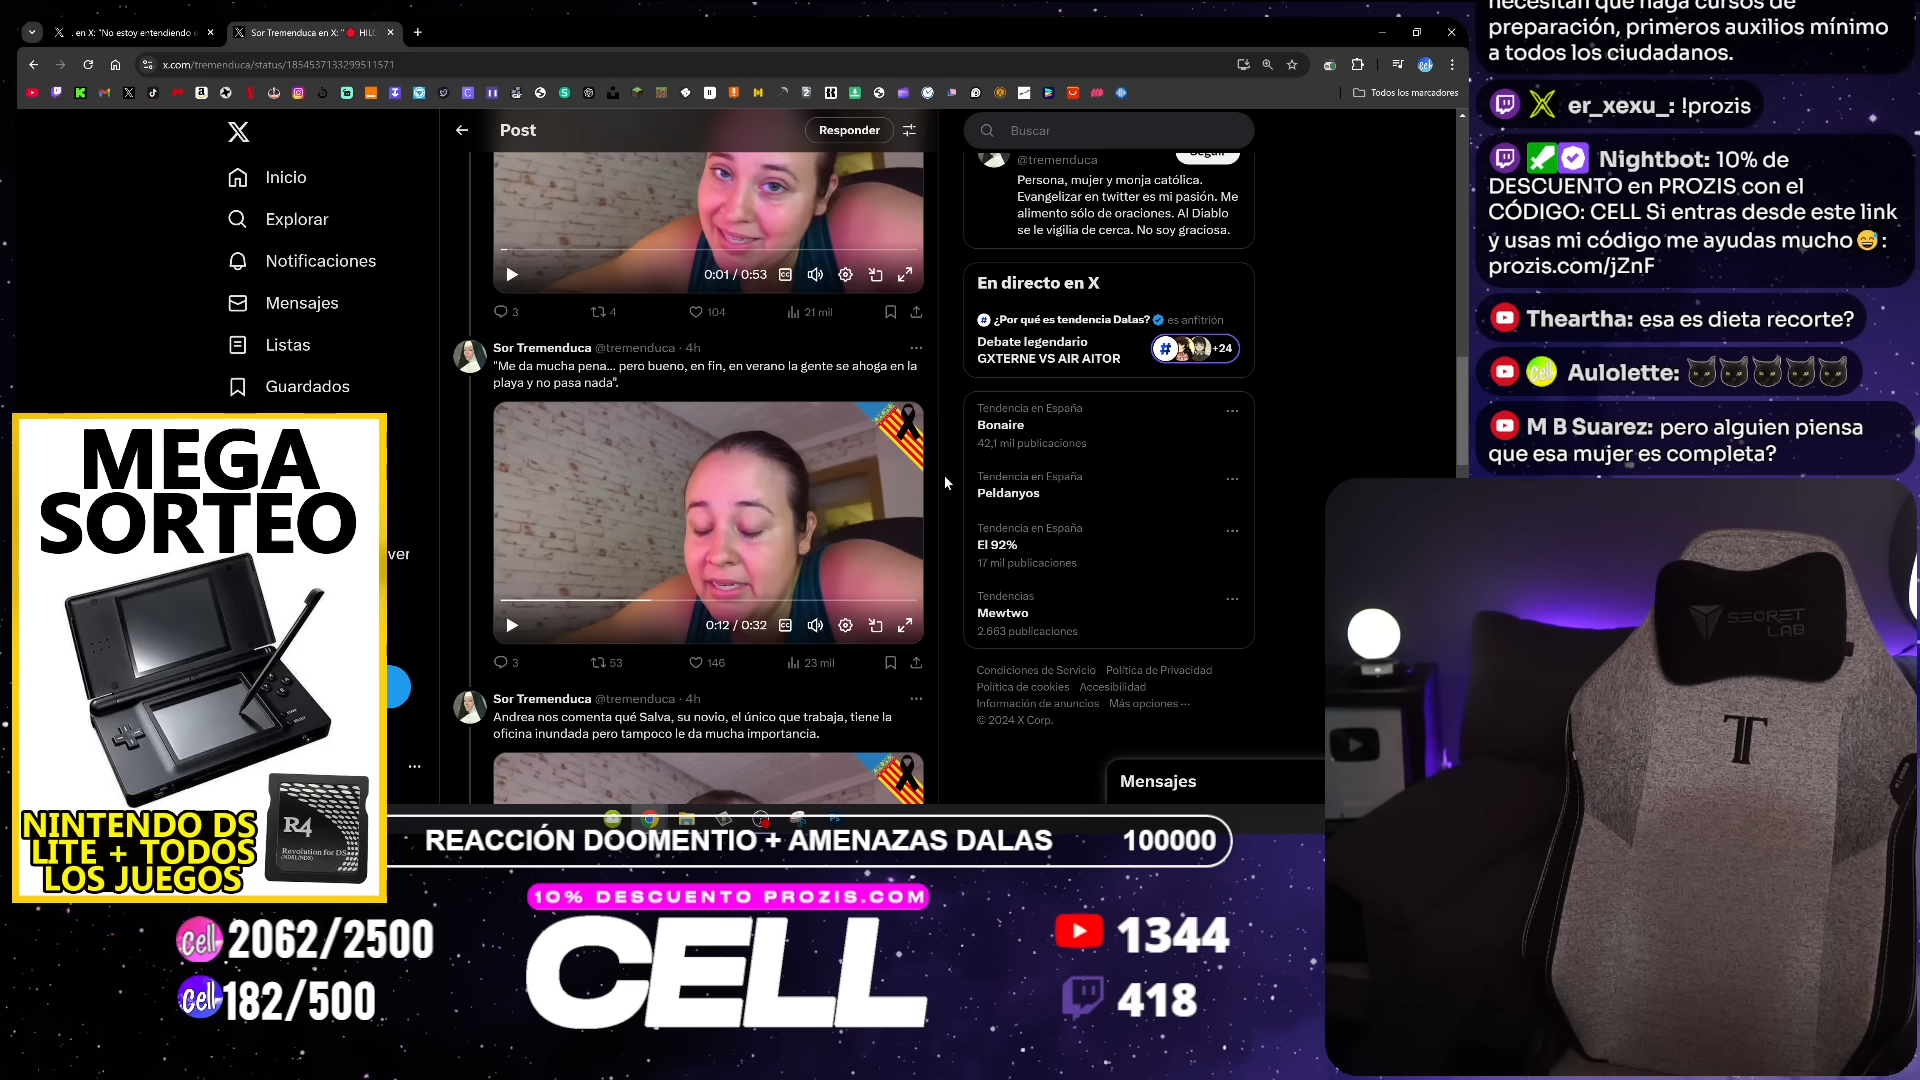 . en X: "No estoy entendiendo e
Sor Tremenduca en X: "🔴 HILO
x.com/tremenduca/status/1854537133299511571
Todos los marcadores
Inicio
Explorar
Notificaciones
Mensajes
Listas
Guardados
ver
Post
Responder
0:01 / 0:53
3
4
104
21 mil
Sor Tremenduca @tremenduca · 4h
"Me da mucha pena... pero bueno, en fin, en verano la gente se ahoga en la
playa y no pasa nada".
0:12 / 0:32
3
53
146
23 mil
Sor Tremenduca @tremenduca · 4h
Andrea nos comenta qué Salva, su novio, el único que trabaja, tiene la
oficina inundada pero tampoco le da mucha importancia.
Buscar
@tremenduca
Seguir
Persona, mujer y monja católica.
Evangelizar en twitter es mi pasión. Me
alimento sólo de oraciones. Al Diablo
se le vigilia de cerca. No soy graciosa.
En directo en X
¿Por qué es tendencia Dalas? es anfitrión
Debate legendario
GXTERNE VS AIR AITOR
+24
Tendencia en España
Bonaire
42,1 mil publicaciones
Tendencia en España
Peldanyos
Tendencia en España
El 92%
17 mil publicaciones
Tendencias
Mewtwo
2.663 publicaciones
Condiciones de Servicio Política de Privacidad
Política de cookies Accesibilidad
Información de anuncios Más opciones ···
© 2024 X Corp.
Mensajes
necesitan que haga cursos de
preparación, primeros auxilios mínimo
a todos los ciudadanos.
er_xexu_: !prozis
Nightbot: 10% de
DESCUENTO en PROZIS con el
CÓDIGO: CELL Si entras desde este link
y usas mi código me ayudas mucho 😅 :
prozis.com/jZnF
Theartha: esa es dieta recorte?
Aulolette:
M B Suarez: pero alguien piensa
que esa mujer es completa?
MEGA
SORTEO
R4
Revolution for DS
(NDSL/NDS)
NINTENDO DS
LITE + TODOS
LOS JUEGOS
REACCIÓN DOOMENTIO + AMENAZAS DALAS 100000
10% DESCUENTO PROZIS.COM
CELL
cell 2062/2500
cell 182/500
1344
418
SECRET
LAB